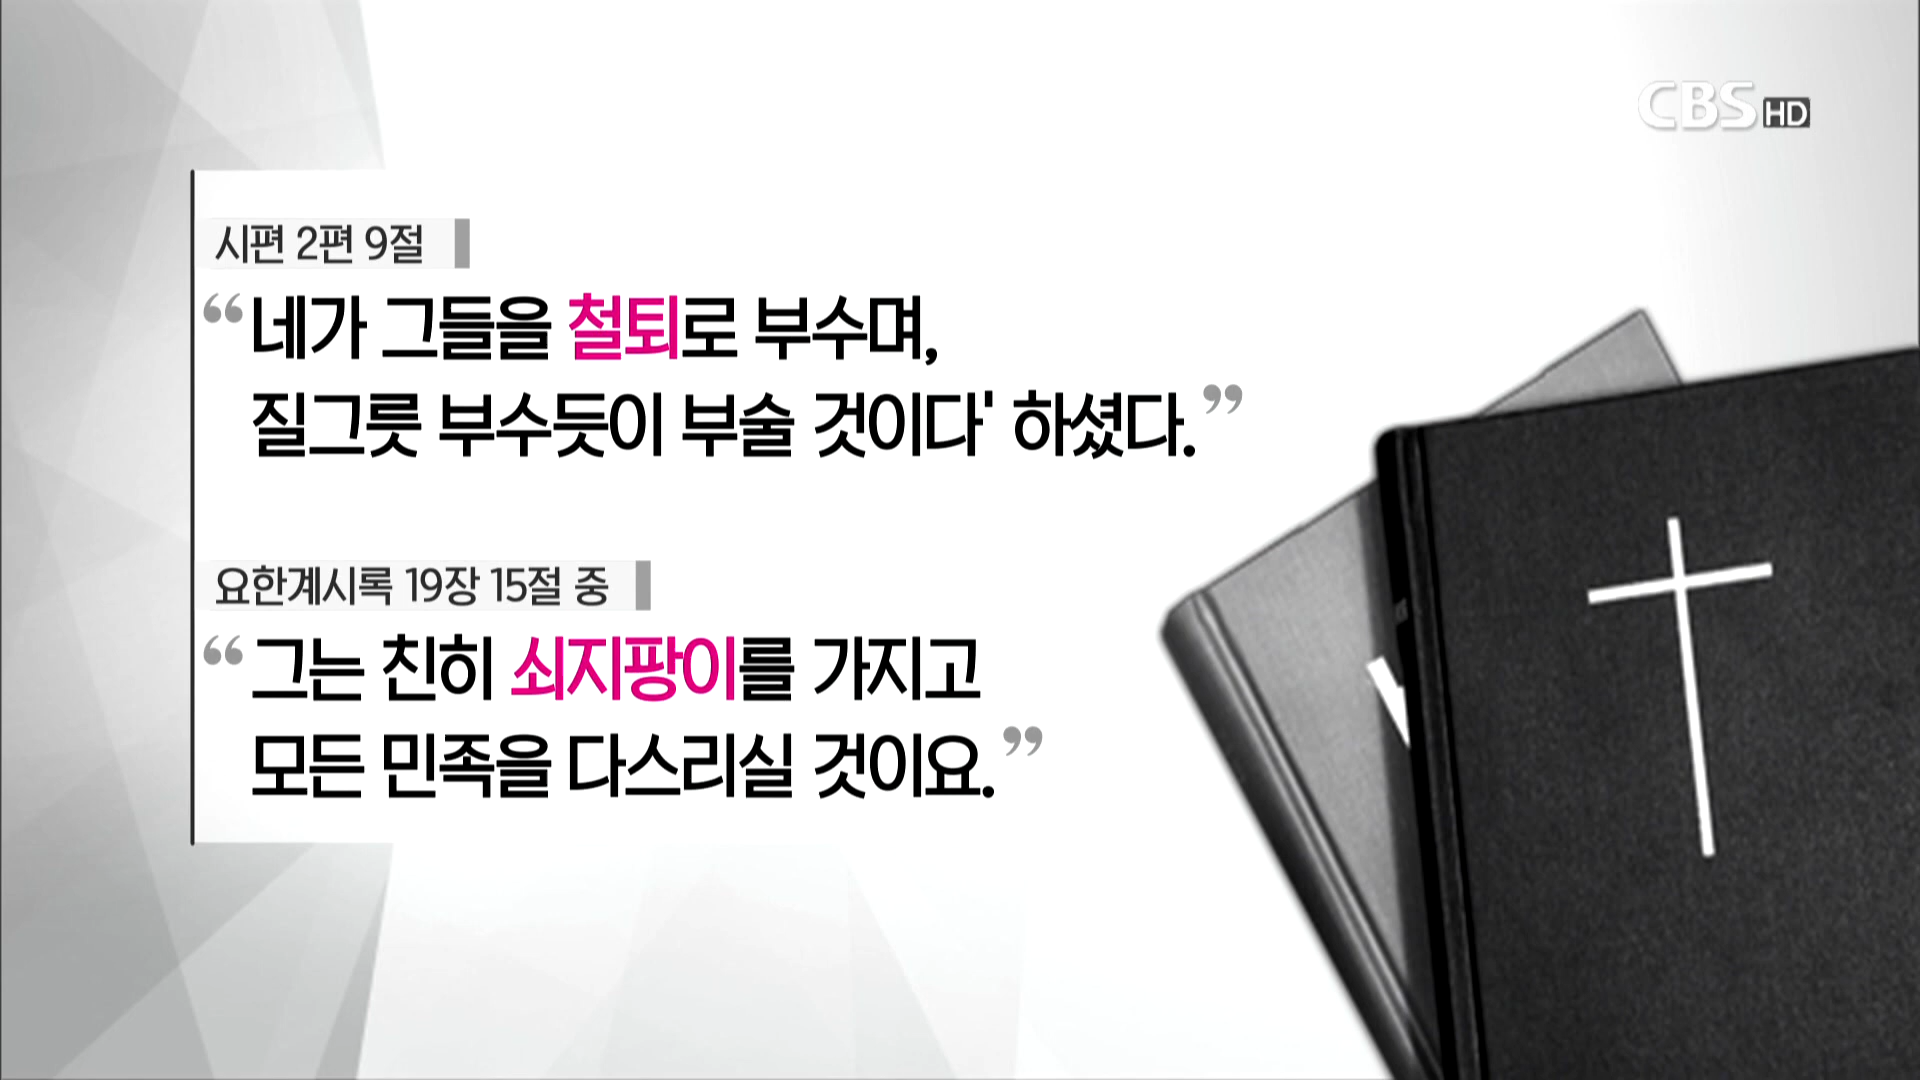 CBS HD
시편 2편 9절
“네가 그들을 철퇴로 부수며,
질그릇 부수듯이 부술 것이다' 하셨다.”
요한계시록 19장 15절 중
“그는 친히 쇠지팡이를 가지고
모든 민족을 다스리실 것이요.”